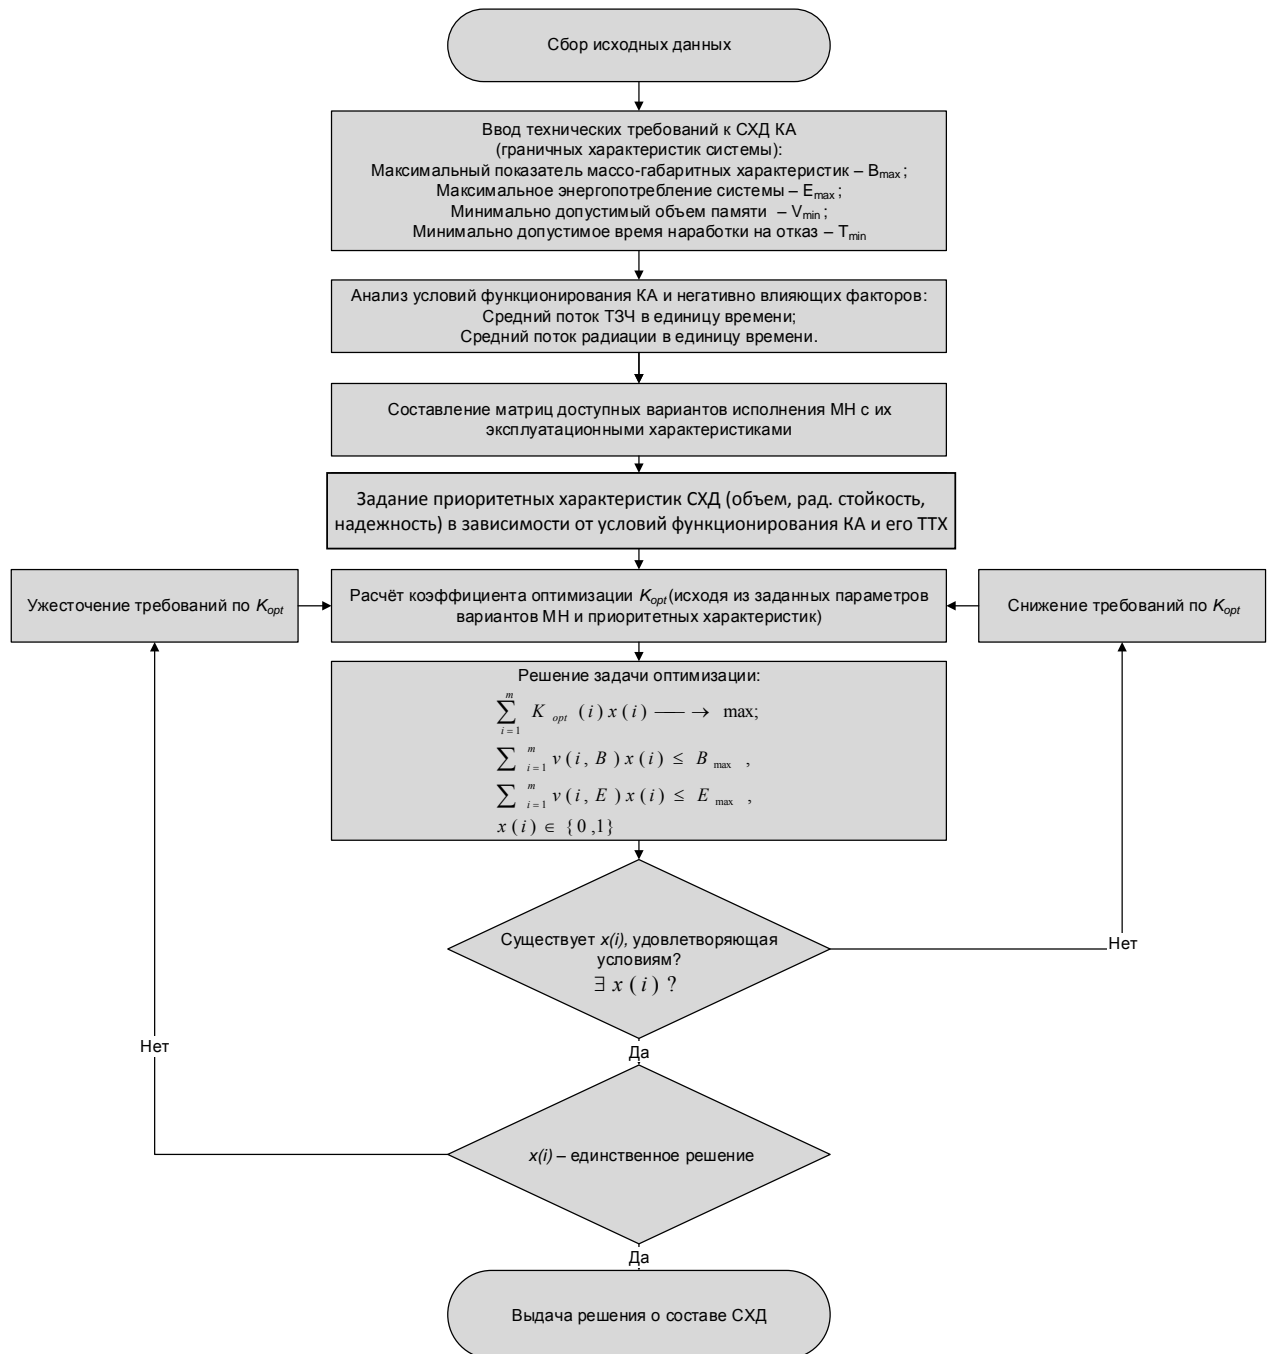 Сбор исходных данных
Ввод технических требований к СХД КА
(граничных характеристик системы):
Максимальный показатель массо-габаритных характеристик – Bmax;
Максимальное энергопотребление системы – Emax;
Минимально допустимый объем памяти – Vmin;
Минимально допустимое время наработки на отказ – Tmin
Анализ условий функционирования КА и негативно влияющих факторов:
Средний поток ТЗЧ в единицу времени;
Средний поток радиации в единицу времени.
Составление матриц доступных вариантов исполнения МН с их
эксплуатационными характеристиками
Задание приоритетных характеристик СХД (объем, рад. стойкость,
надежность) в зависимости от условий функционирования КА и его ТТХ
Ужесточение требований по Kopt
Расчёт коэффициента оптимизации Kopt(исходя из заданных параметров
вариантов МН и приоритетных характеристик)
Снижение требований по Kopt
Решение задачи оптимизации:
∑ i=1 m K opt (i) x (i) ⟶ max;
∑ i=1 m v (i, B) x (i) ≤ B max ,
∑ i=1 m v (i, E) x (i) ≤ E max ,
x (i) ∈ {0,1}
Существует x(i), удовлетворяющая
условиям?
∃ x (i) ?
Нет
Да
Нет
x(i) – единственное решение
Да
Выдача решения о составе СХД